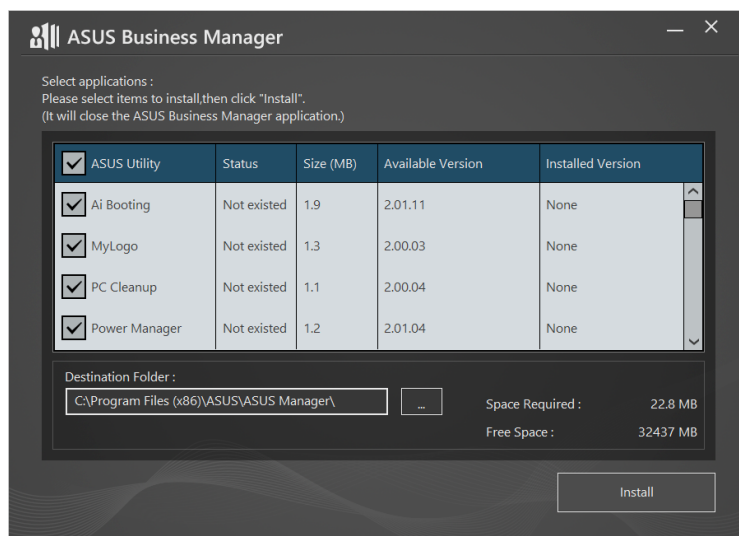 ASUS Business Manager
Select applications :
Please select items to install,then click "Install".
(It will close the ASUS Business Manager application.)
ASUS Utility Status Size (MB) Available Version Installed Version
Ai Booting Not existed 1.9 2.01.11 None
MyLogo Not existed 1.3 2.00.03 None
PC Cleanup Not existed 1.1 2.00.04 None
Power Manager Not existed 1.2 2.01.04 None
Destination Folder :
C:\Program Files (x86)\ASUS\ASUS Manager\ ... Space Required : 22.8 MB
Free Space : 32437 MB
Install